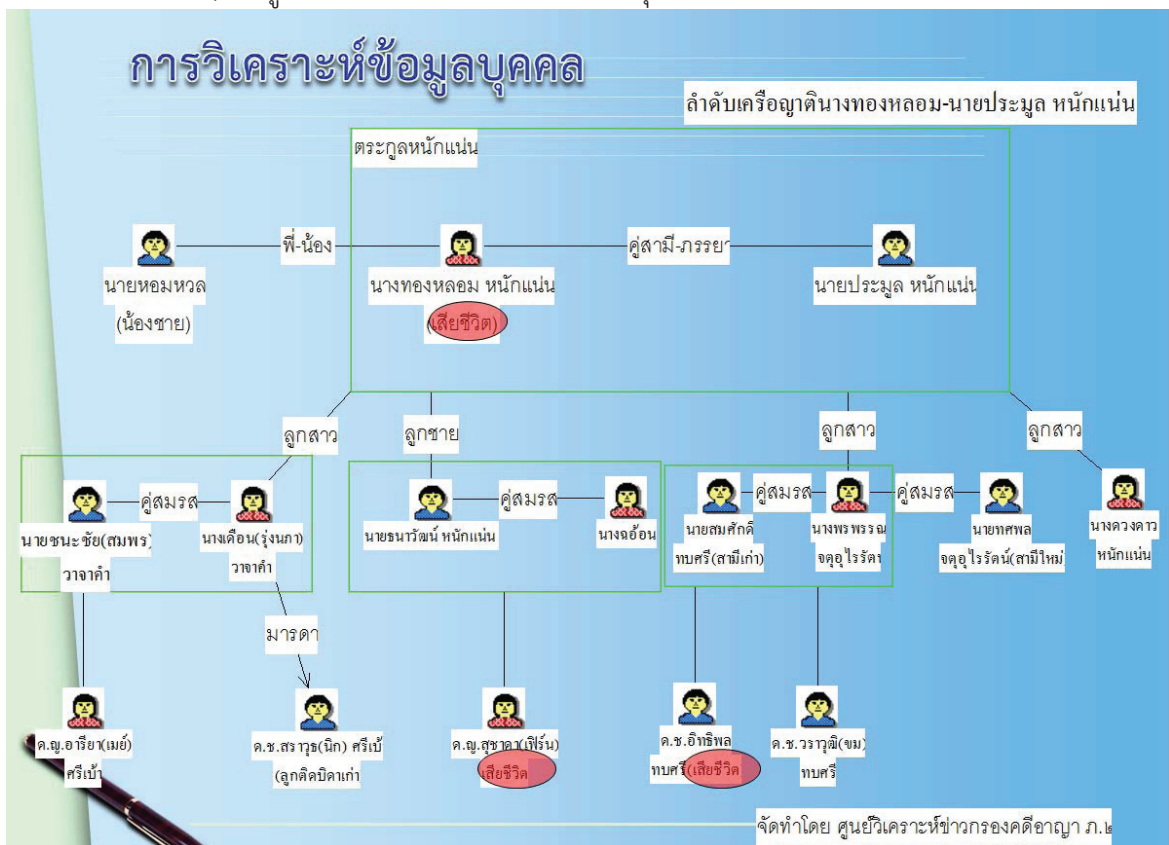 การวิเคราะห์ข้อมูลบุคคล
ลำดับเครือญาตินางทองหลอม-นายประมูล หนักแน่น
ตระกูลหนักแน่น
พี่-น้อง
คู่สามี-ภรรยา
นายหอมหวล
(น้องชาย)
นางทองหลอม หนักแน่น
(เสียชีวิต)
นายประมูล หนักแน่น
ลูกสาว
ลูกชาย
ลูกสาว
ลูกสาว
คู่สมรส
คู่สมรส
คู่สมรส
คู่สมรส
นายชนะชัย(สมพร)
วาจาคำ
นางเดือน(รุ่งนภา)
วาจาคำ
นายธนาวัฒน์ หนักแน่น
นางฉอ้อน
นายสมศักดิ์
ทบศรี(สามีเก่า)
นางพรพรรณ
จตุอุไรรัตน์
นายทศพล
จตุอุไรรัตน์(สามีใหม่)
นางดวงดาว
หนักแน่น
มารดา
ด.ญ.อารียา(เมย์)
ศรีเบ้า
ด.ช.สราวุธ(นิก) ศรีเบ้
(ลูกติดบิดาเก่า
ด.ญ.สุชาดา(เฟิร์น)
เสียชีวิต
ด.ช.อิทธิพล
ทบศรี(เสียชีวิต
ด.ช.วราวุฒิ(ขม)
ทบศรี
จัดทำโดย ศูนย์วิเคราะห์ข่าวกรองคดีอาญา ภ.๒